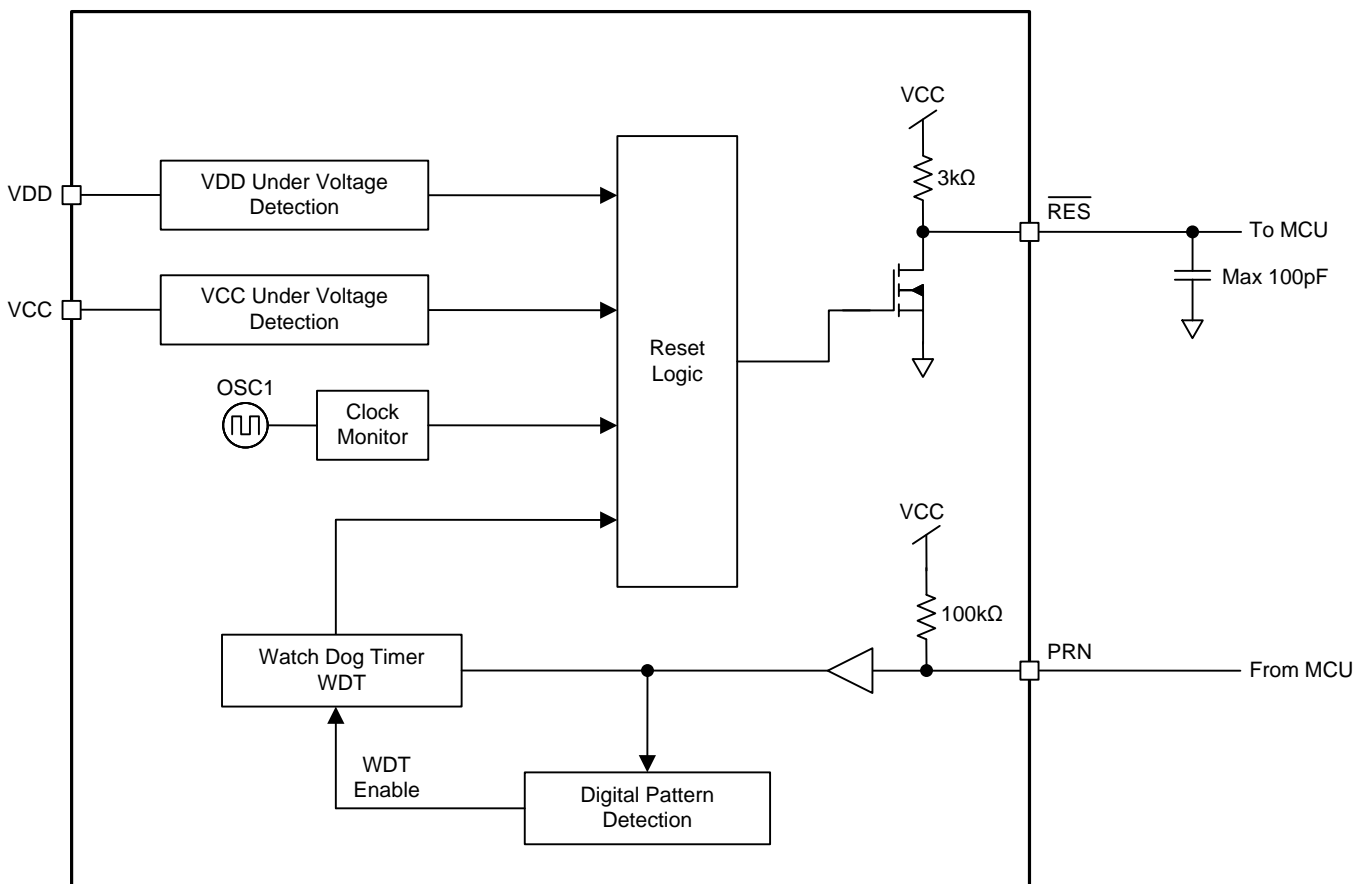 VCC
VDD Under Voltage
Detection
VDD
3kΩ
RES
To MCU
VCC Under Voltage
Detection
VCC
Max 100pF
Reset
Logic
OSC1
Clock
Monitor
VCC
100kΩ
PRN
Watch Dog Timer
WDT
From MCU
WDT
Enable
Digital Pattern
Detection